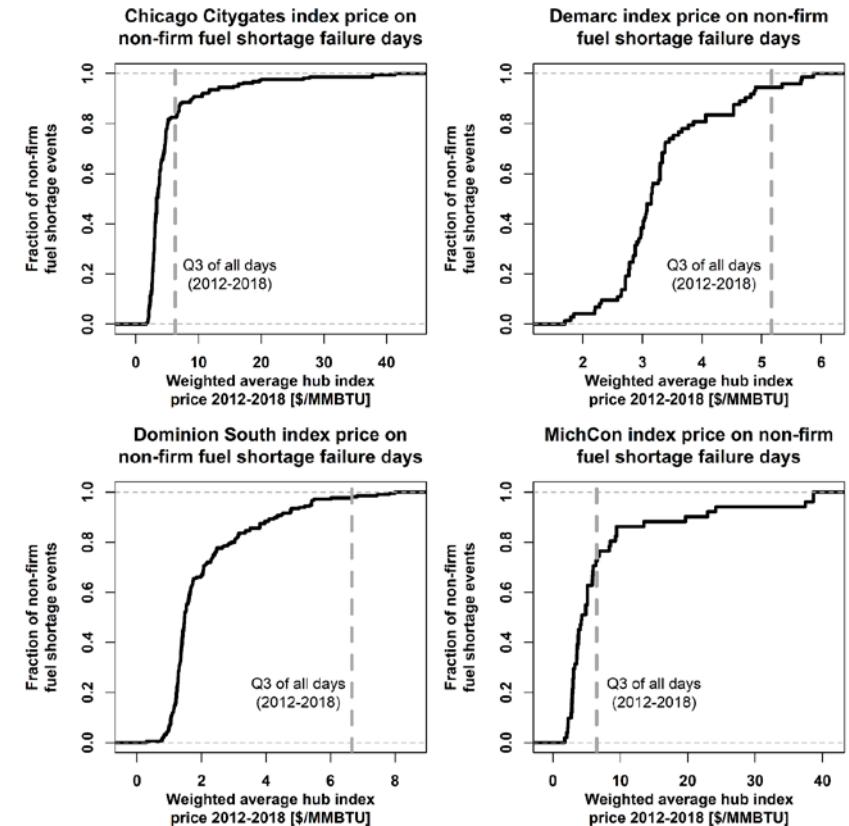 Chicago Citygates index price on
non-firm fuel shortage failure days
Fraction of non-firm
fuel shortage events
1.0
0.8
0.6
0.4
0.2
0.0
Q3 of all days
(2012-2018)
0 10 20 30 40
Weighted average hub index
price 2012-2018 [$/MMBTU]
Demarc index price on non-firm
fuel shortage failure days
Fraction of non-firm
fuel shortage events
1.0
0.8
0.6
0.4
0.2
0.0
Q3 of all days
(2012-2018)
2 3 4 5 6
Weighted average hub index
price 2012-2018 [$/MMBTU]
Dominion South index price on
non-firm fuel shortage failure days
Fraction of non-firm
fuel shortage events
1.0
0.8
0.6
0.4
0.2
0.0
Q3 of all days
(2012-2018)
0 2 4 6 8
Weighted average hub index
price 2012-2018 [$/MMBTU]
MichCon index price on non-firm
fuel shortage failure days
Fraction of non-firm
fuel shortage events
1.0
0.8
0.6
0.4
0.2
0.0
Q3 of all days
(2012-2018)
0 10 20 30 40
Weighted average hub index
price 2012-2018 [$/MMBTU]